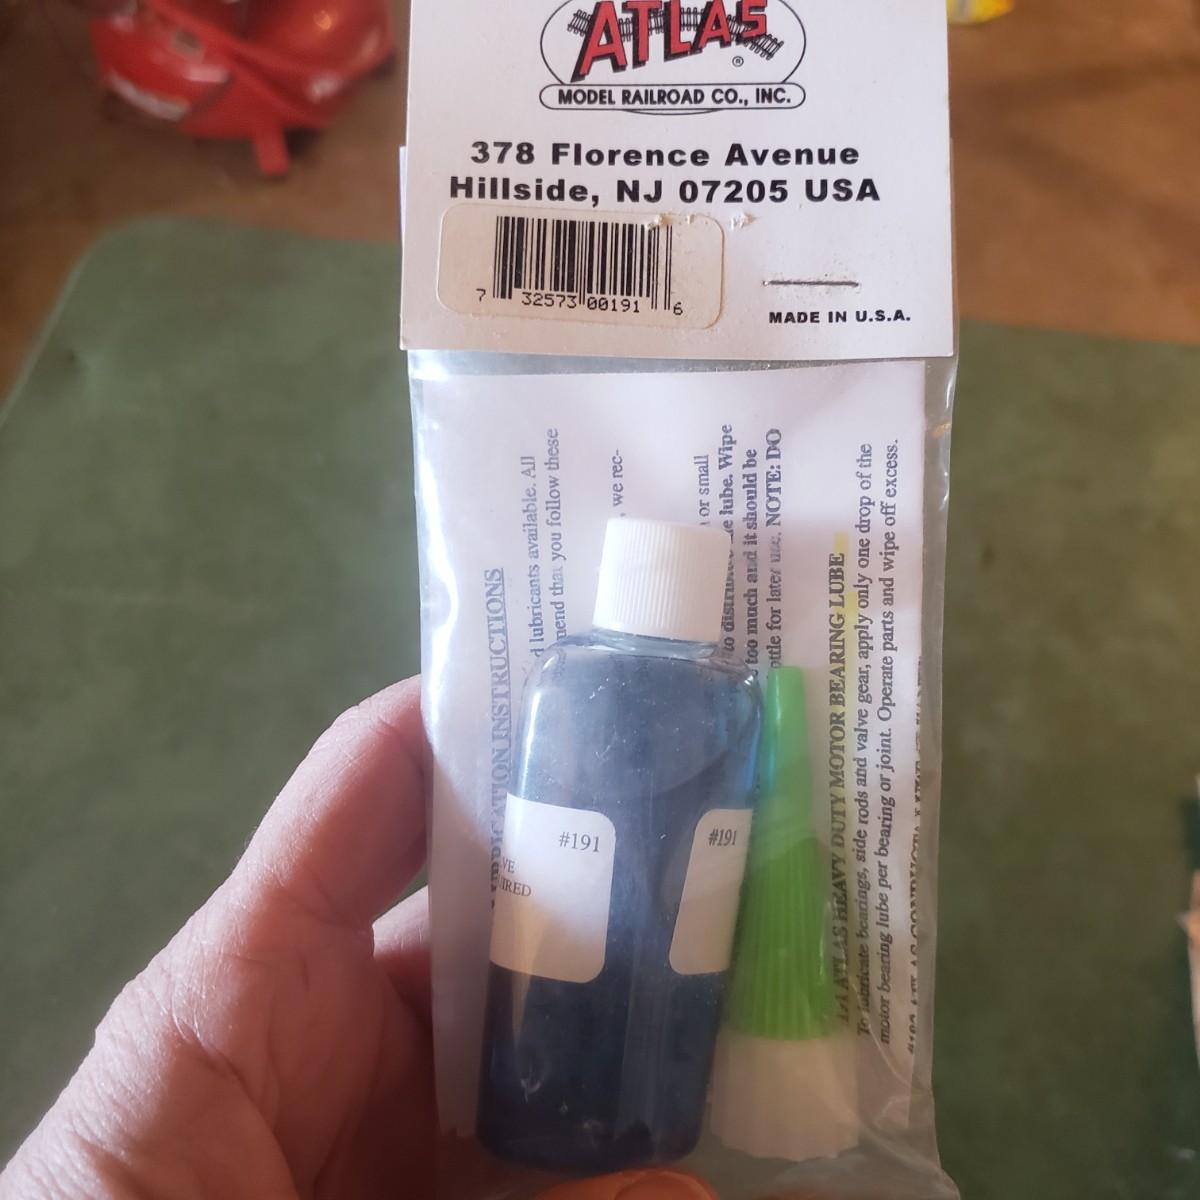 ATLAS
®
MODEL RAILROAD CO., INC.
378 Florence Avenue
Hillside, NJ 07205 USA
7 32573 00191 6
MADE IN U.S.A.
LUBRICATION INSTRUCTIONS
lubricants available. All
mend that you follow these
, we rec-
or small
to distribute the lube. Wipe
too much and it should be
bottle for later use. NOTE: DO
191 ATLAS HEAVY DUTY MOTOR BEARING LUBE
To lubricate bearings, side rods and valve gear, apply only one drop of the
motor bearing lube per bearing or joint. Operate parts and wipe off excess.
ATLAS
#191
VE
UIRED
#191